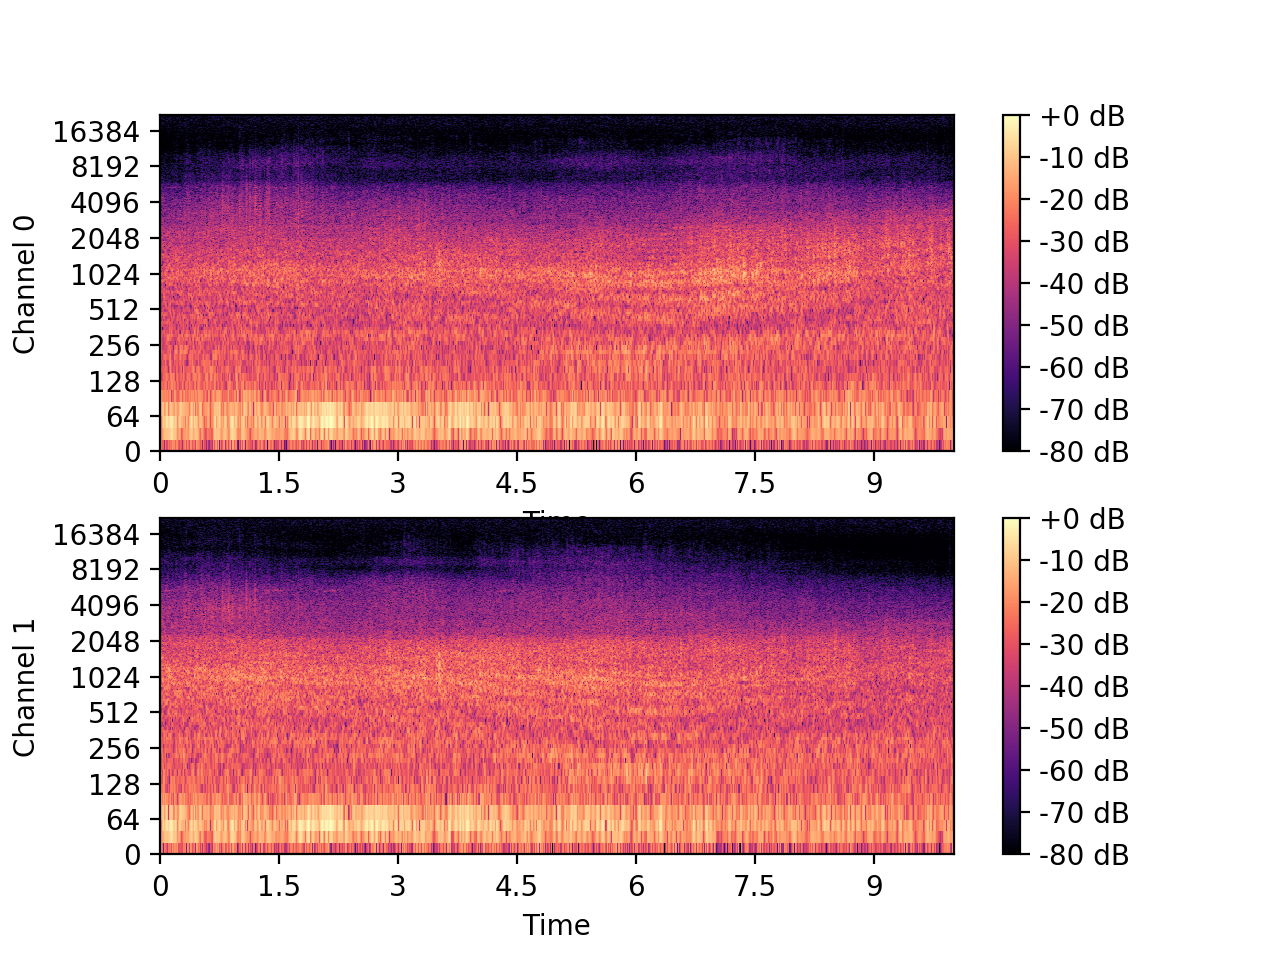 Channel 0
16384
8192
4096
2048
1024
512
256
128
64
0
0 1.5 3 4.5 6 7.5 9
Time
+0 dB
-10 dB
-20 dB
-30 dB
-40 dB
-50 dB
-60 dB
-70 dB
-80 dB
Channel 1
16384
8192
4096
2048
1024
512
256
128
64
0
0 1.5 3 4.5 6 7.5 9
Time
+0 dB
-10 dB
-20 dB
-30 dB
-40 dB
-50 dB
-60 dB
-70 dB
-80 dB